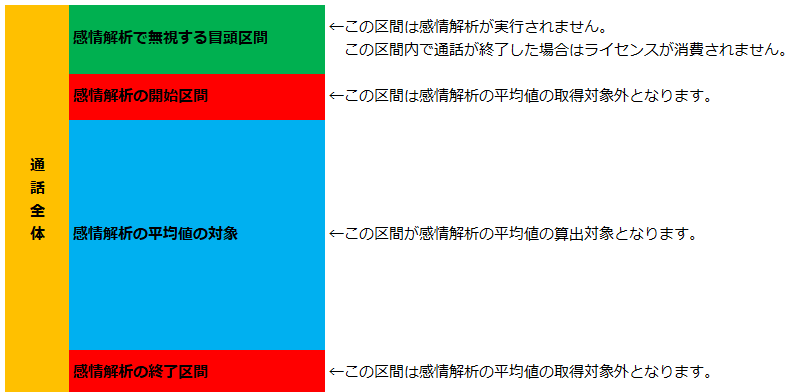 通話全体
感情解析で無視する冒頭区間
←この区間は感情解析が実行されません。
この区間内で通話が終了した場合はライセンスが消費されません。
感情解析の開始区間
←この区間は感情解析の平均値の取得対象外となります。
感情解析の平均値の対象
←この区間が感情解析の平均値の算出対象となります。
感情解析の終了区間
←この区間は感情解析の平均値の取得対象外となります。